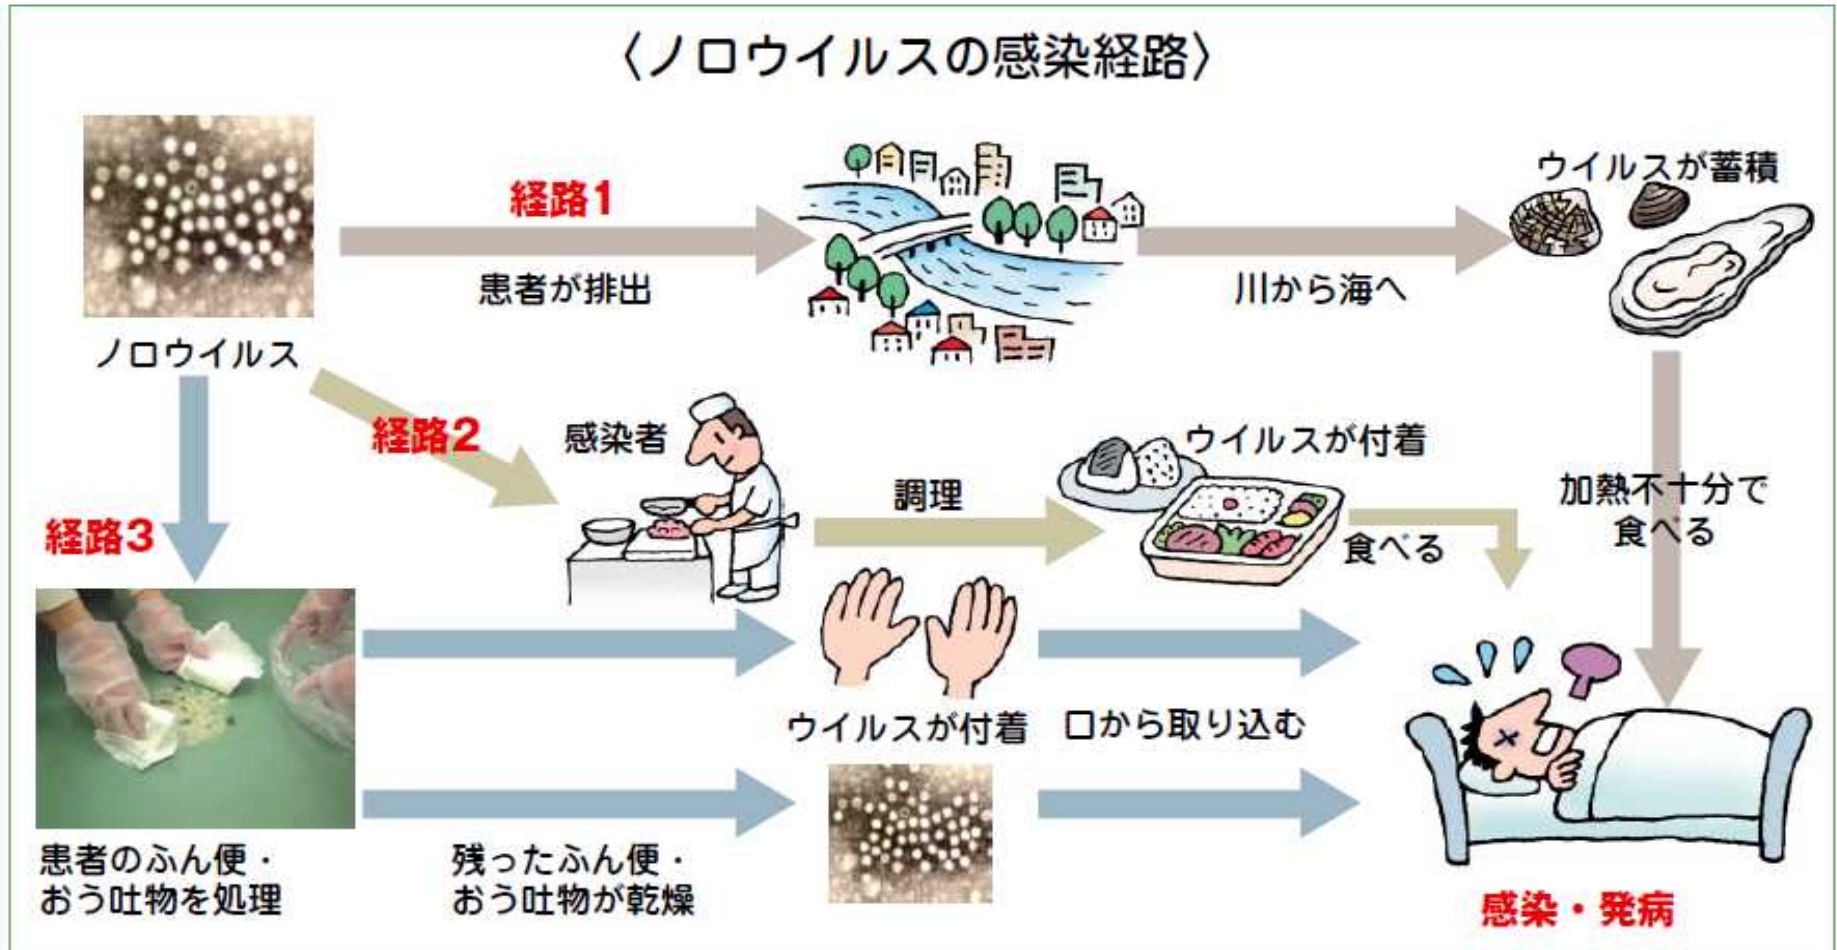 〈ノロウイルスの感染経路〉
ウイルスが蓄積
経路1
患者が排出
川から海へ
ノロウイルス
経路2
感染者
調理
ウイルスが付着
食べる
加熱不十分で
食べる
経路3
ウイルスが付着
口から取り込む
患者のふん便・
おう吐物を処理
残ったふん便・
おう吐物が乾燥
感染・発病